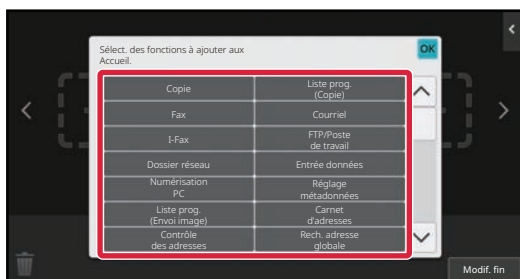 Sélect. des fonctions à ajouter aux
Accueil.
OK
Copie
Liste prog.
(Copie)
Fax
Courriel
I-Fax
FTP/Poste
de travail
Dossier réseau
Entrée données
Numérisation
PC
Réglage
métadonnées
Liste prog.
(Envoi image)
Carnet
d'adresses
Contrôle
des adresses
Rech. adresse
globale
Modif. fin